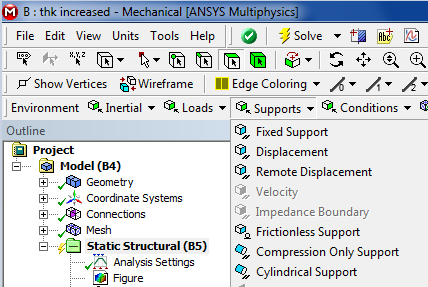 B : thk increased - Mechanical [ANSYS Multiphysics]
File Edit View Units Tools Help Solve
Show Vertices Wireframe Edge Coloring
Environment Inertial Loads Supports Conditions
Outline
Project
Model (B4)
Geometry
Coordinate Systems
Connections
Mesh
Static Structural (B5)
Analysis Settings
Figure
Fixed Support
Displacement
Remote Displacement
Velocity
Impedance Boundary
Frictionless Support
Compression Only Support
Cylindrical Support